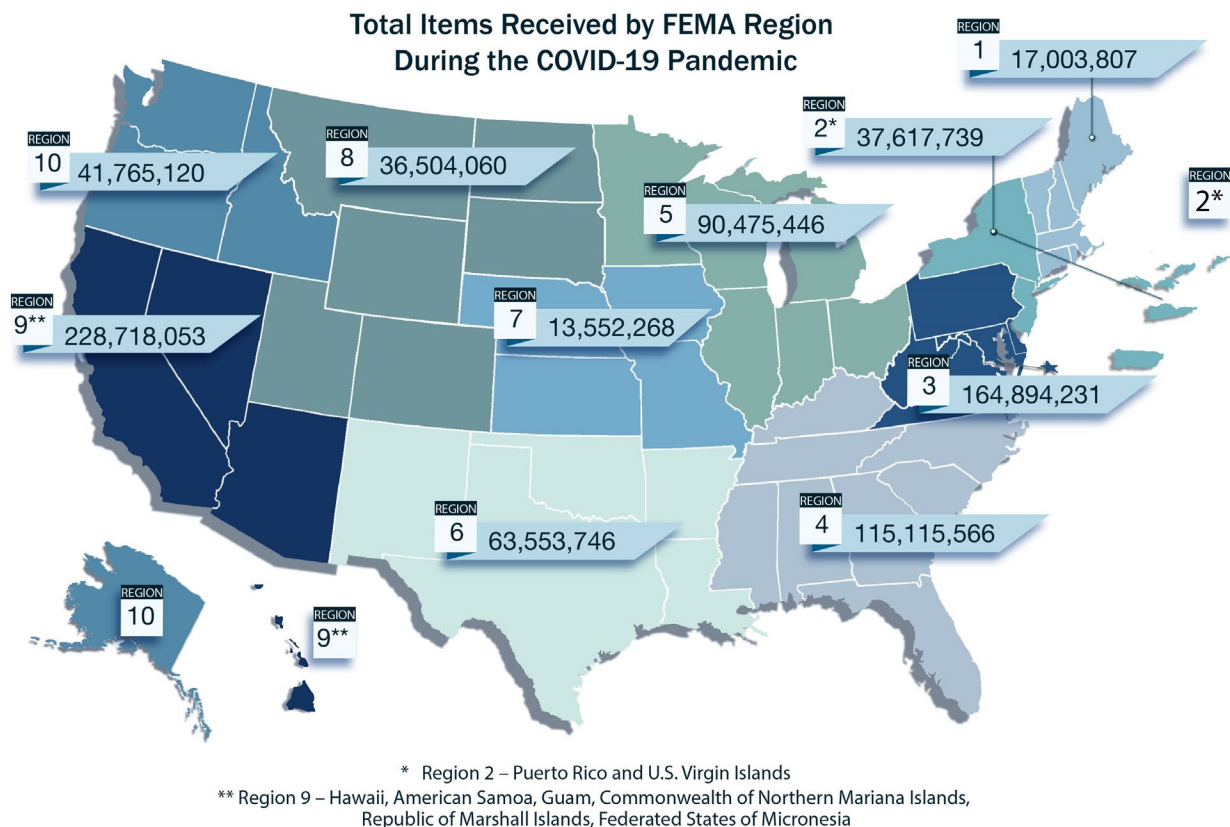 Total Items Received by FEMA Region
During the COVID-19 Pandemic
REGION
1
17,003,807
REGION
2*
37,617,739
REGION
10
41,765,120
REGION
8
36,504,060
REGION
2*
REGION
5
90,475,446
REGION
9**
228,718,053
REGION
7
13,552,268
REGION
3
164,894,231
REGION
6
63,553,746
REGION
4
115,115,566
REGION
10
REGION
9**
* Region 2 – Puerto Rico and U.S. Virgin Islands
** Region 9 – Hawaii, American Samoa, Guam, Commonwealth of Northern Mariana Islands,
Republic of Marshall Islands, Federated States of Micronesia